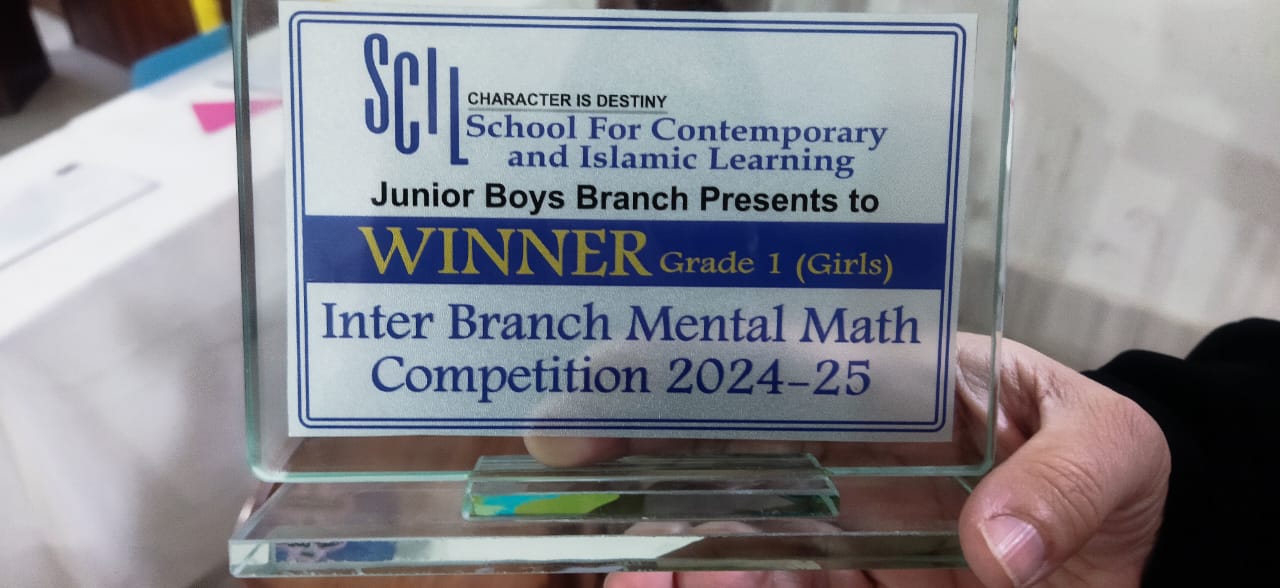 SCIL
CHARACTER IS DESTINY
School For Contemporary
and Islamic Learning
Junior Boys Branch Presents to
WINNER Grade 1 (Girls)
Inter Branch Mental Math
Competition 2024-25